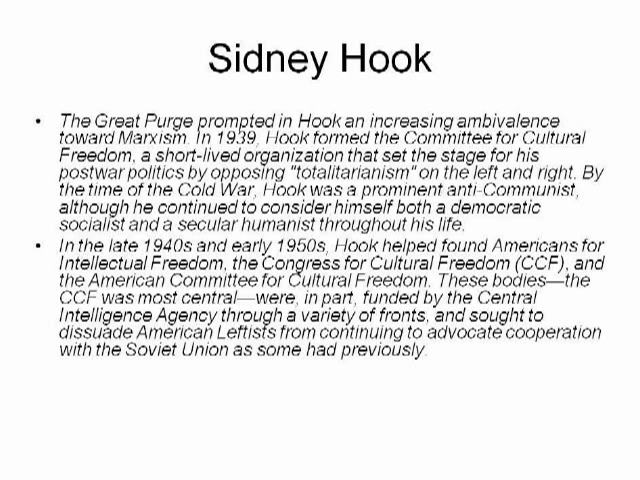 Sidney Hook
• The Great Purge prompted in Hook an increasing ambivalence
toward Marxism. In 1939, Hook formed the Committee for Cultural
Freedom, a short-lived organization that set the stage for his
postwar politics by opposing "totalitarianism" on the left and right. By
the time of the Cold War, Hook was a prominent anti-Communist,
although he continued to consider himself both a democratic
socialist and a secular humanist throughout his life.
• In the late 1940s and early 1950s, Hook helped found Americans for
Intellectual Freedom, the Congress for Cultural Freedom (CCF), and
the American Committee for Cultural Freedom. These bodies—the
CCF was most central—were, in part, funded by the Central
Intelligence Agency through a variety of fronts, and sought to
dissuade American Leftists from continuing to advocate cooperation
with the Soviet Union as some had previously.